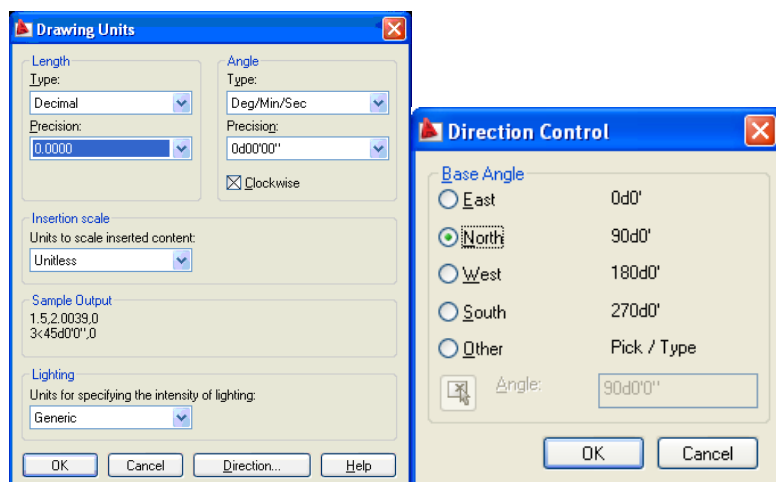 Drawing Units
Length
Type:
Decimal
Precision:
0.0000
Angle
Type:
Deg/Min/Sec
Precision:
0d00'00"
Clockwise
Insertion scale
Units to scale inserted content:
Unitless
Sample Output
1.5,2.0039,0
3<45d0'0",0
Lighting
Units for specifying the intensity of lighting:
Generic
OK Cancel Direction... Help
Direction Control
Base Angle
East 0d0'
North 90d0'
West 180d0'
South 270d0'
Other Pick / Type
Angle: 90d0'0"
OK Cancel